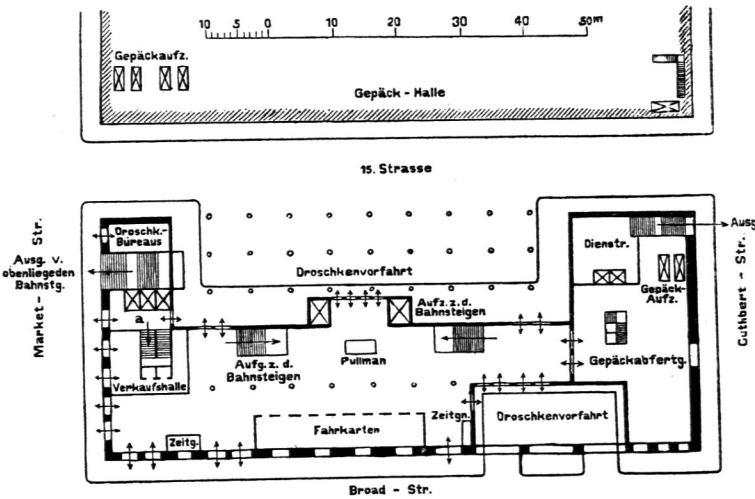 10 5 0 10 20 30 40 50 m
Gepäckaufz.
Gepäck - Halle
15. Strasse
Market - Str.
Cuthbert - Str.
Droschk.-
Büreaus
Ausg. v.
obenliegeden
Bahnstg.
a
Verkaufshalle
Zeitg.
Droschkenvorfahrt
Aufz. z. d.
Bahnsteigen
Aufg. z. d.
Bahnsteigen
Pullman
Fahrkarten
Zeitgn.
Droschkenvorfahrt
Dienstr.
Ausg
Gepäck-
Aufz.
Gepäckabfertg.
Broad - Str.